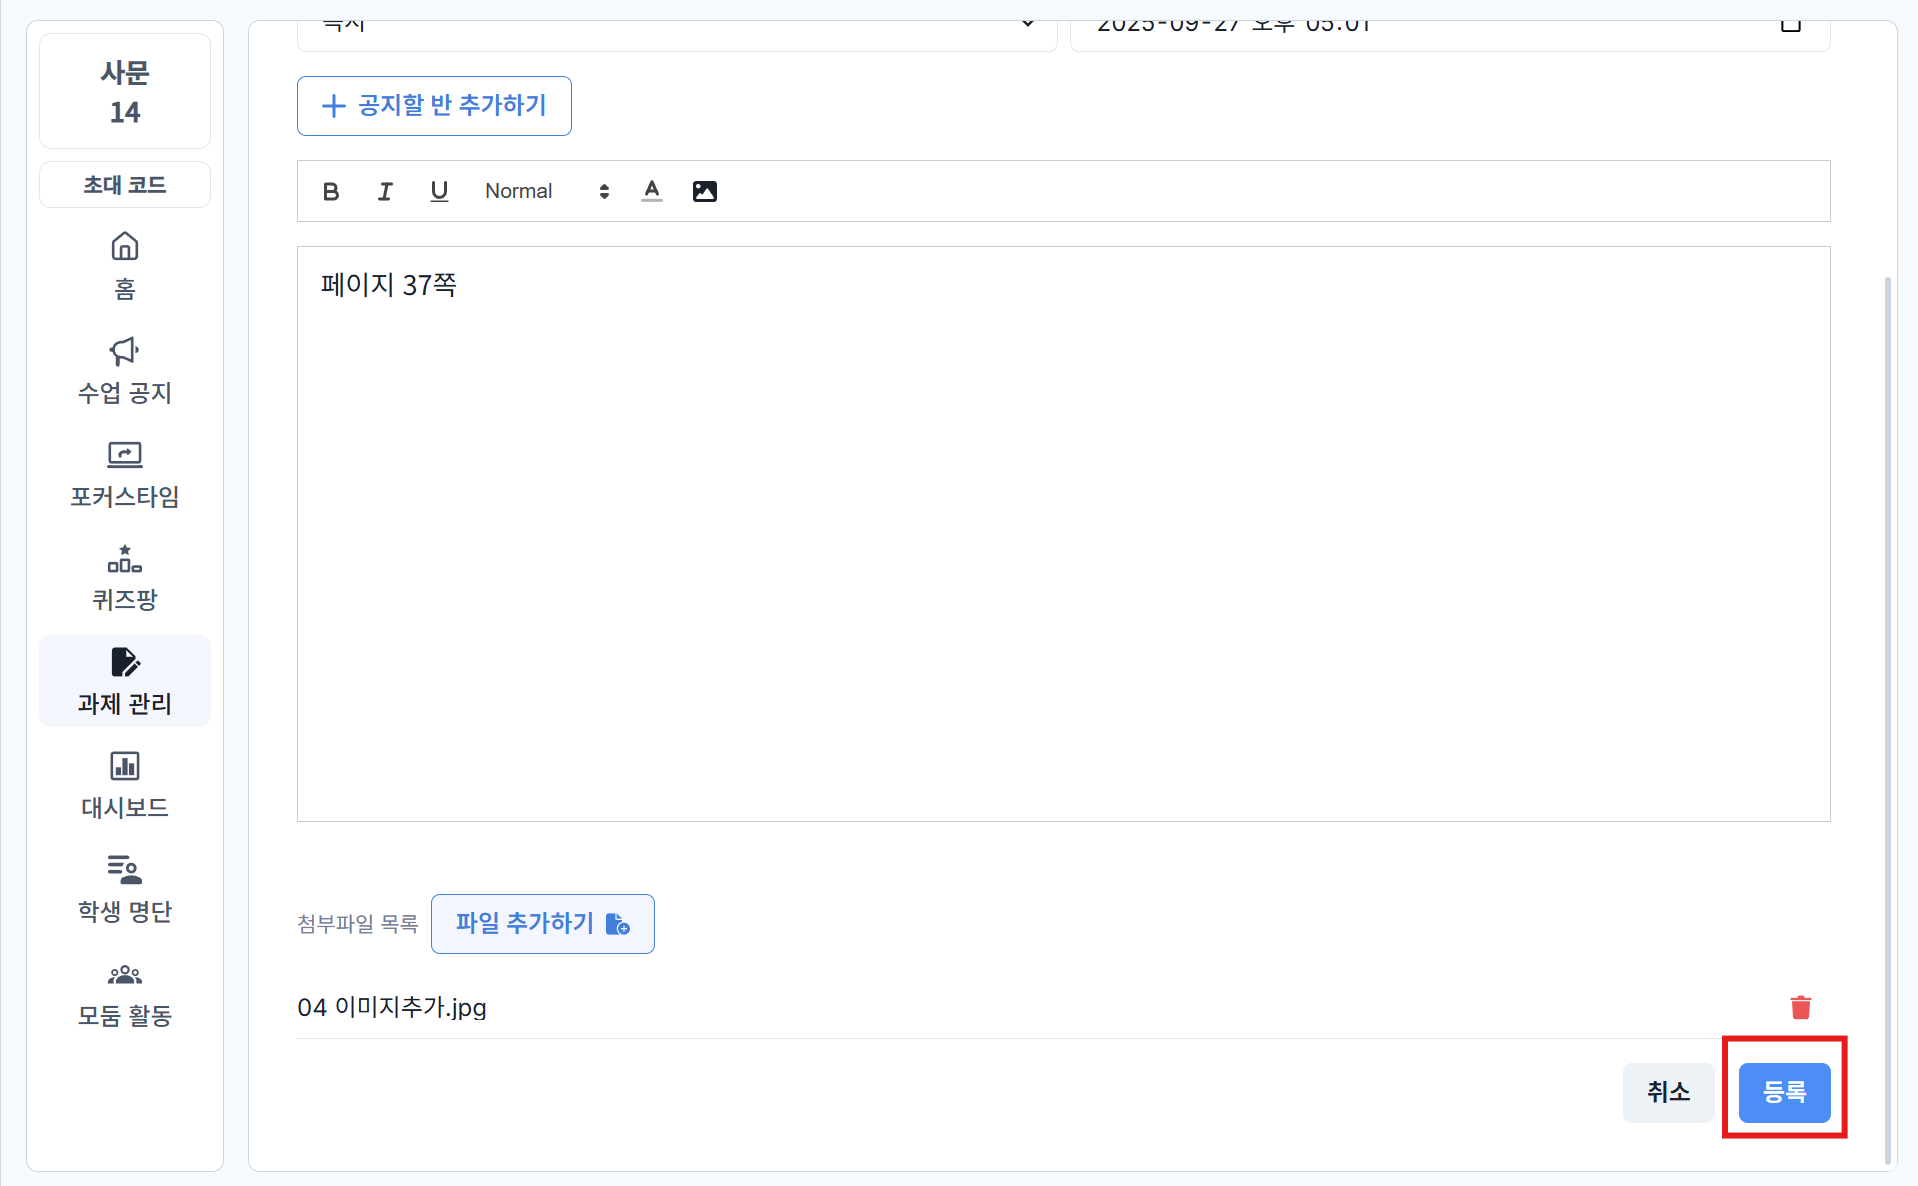 사문
14
초대 코드
홈
수업 공지
포커스타임
퀴즈팡
과제 관리
대시보드
학생 명단
모둠 활동
2025-09-27 오후 05:01
공지할 반 추가하기
B I U Normal A
페이지 37쪽
첨부파일 목록 파일 추가하기
04 이미지추가.jpg
취소 등록